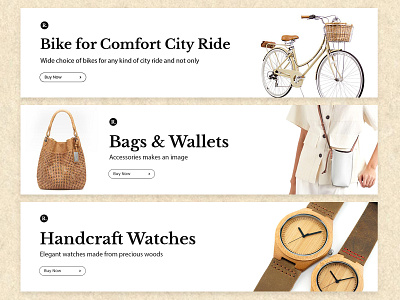 R.
Bike for Comfort City Ride
Wide choice of bikes for any kind of city ride and not only
Buy Now
R.
Bags & Wallets
Accessories makes an image
Buy Now
R.
Handcraft Watches
Elegant watches made from precious woods
Buy Now